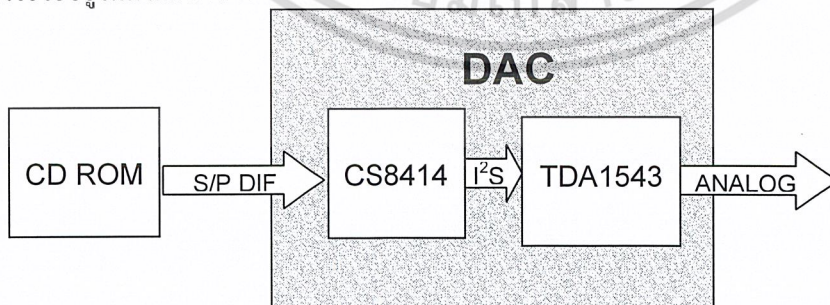 DAC
CD ROM
S/P DIF
CS8414
I²S
TDA1543
ANALOG